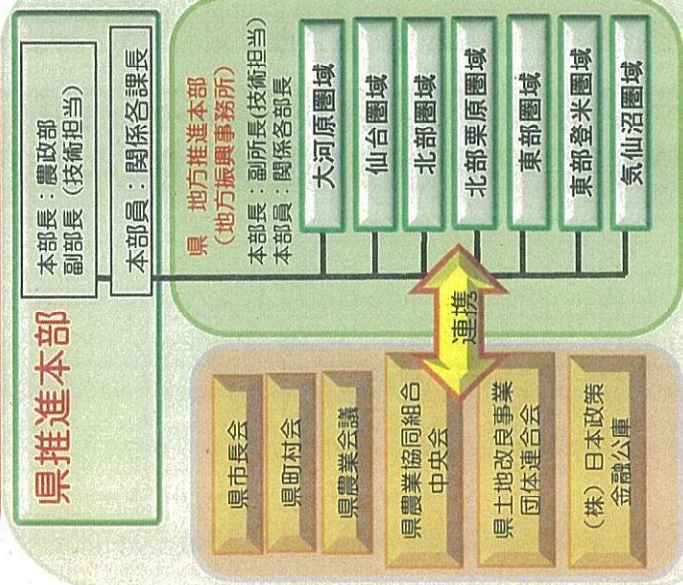 県推進本部
本部長：農政部
副部長（技術担当）
本部員：関係各課長
県　地方推進本部
（地方振興事務所）
本部長：副所長(技術担当)
本部員：関係各部長
大河原圏域
仙台圏域
北部圏域
北部栗原圏域
東部圏域
東部登米圏域
気仙沼圏域
連携
県市長会
県町村会
県農業会議
県農業協同組合
中央会
県土地改良事業
団体連合会
（株）日本政策
金融公庫